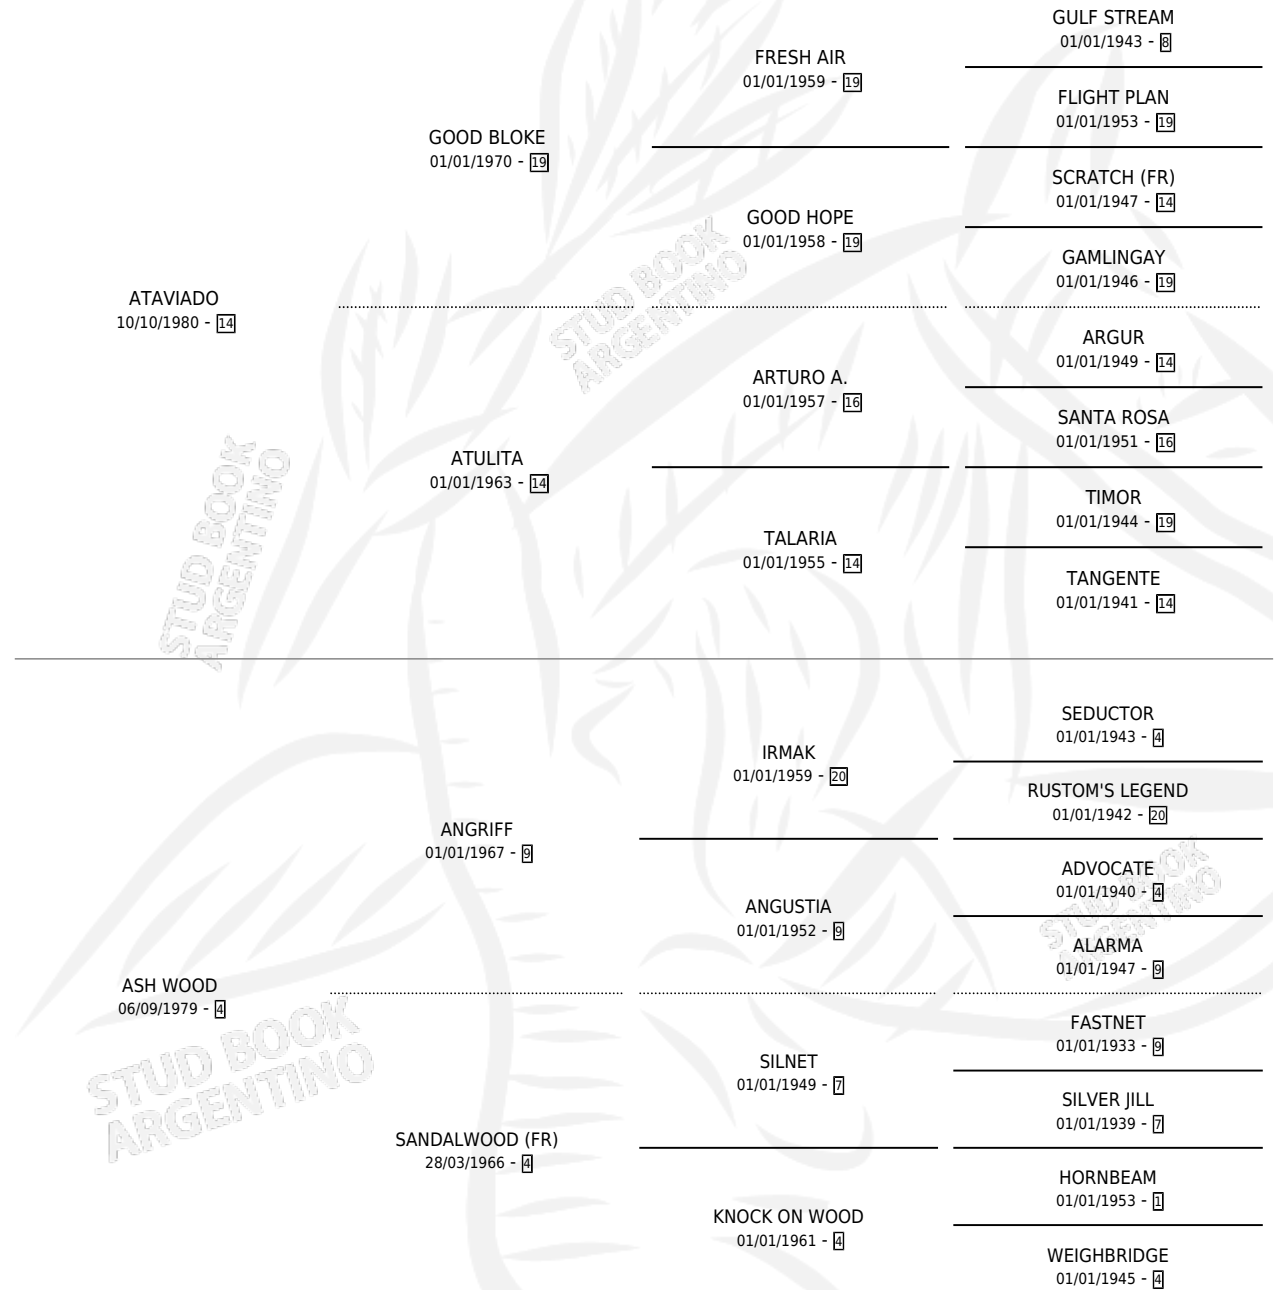 GULF STREAM
01/01/1943 - 8
FRESH AIR
01/01/1959 - 19
FLIGHT PLAN
01/01/1953 - 19
GOOD BLOKE
01/01/1970 - 19
SCRATCH (FR)
01/01/1947 - 14
GOOD HOPE
01/01/1958 - 19
GAMLINGAY
01/01/1946 - 19
ATAVIADO
10/10/1980 - 14
ARGUR
01/01/1949 - 14
ARTURO A.
01/01/1957 - 16
SANTA ROSA
01/01/1951 - 16
ATULITA
01/01/1963 - 14
TIMOR
01/01/1944 - 19
TALARIA
01/01/1955 - 14
TANGENTE
01/01/1941 - 14
SEDUCTOR
01/01/1943 - 4
IRMAK
01/01/1959 - 20
RUSTOM'S LEGEND
01/01/1942 - 20
ANGRIFF
01/01/1967 - 9
ADVOCATE
01/01/1940 - 4
ANGUSTIA
01/01/1952 - 9
ALARMA
01/01/1947 - 9
ASH WOOD
06/09/1979 - 4
FASTNET
01/01/1933 - 9
SILNET
01/01/1949 - 7
SILVER JILL
01/01/1939 - 7
SANDALWOOD (FR)
28/03/1966 - 4
HORNBEAM
01/01/1953 - 1
KNOCK ON WOOD
01/01/1961 - 4
WEIGHBRIDGE
01/01/1945 - 4
STUD BOOK
ARGENTINO
STUD BOOK
ARGENTINO
STUD BOOK
ARGENTINO
STUD BOOK
ARGENTINO